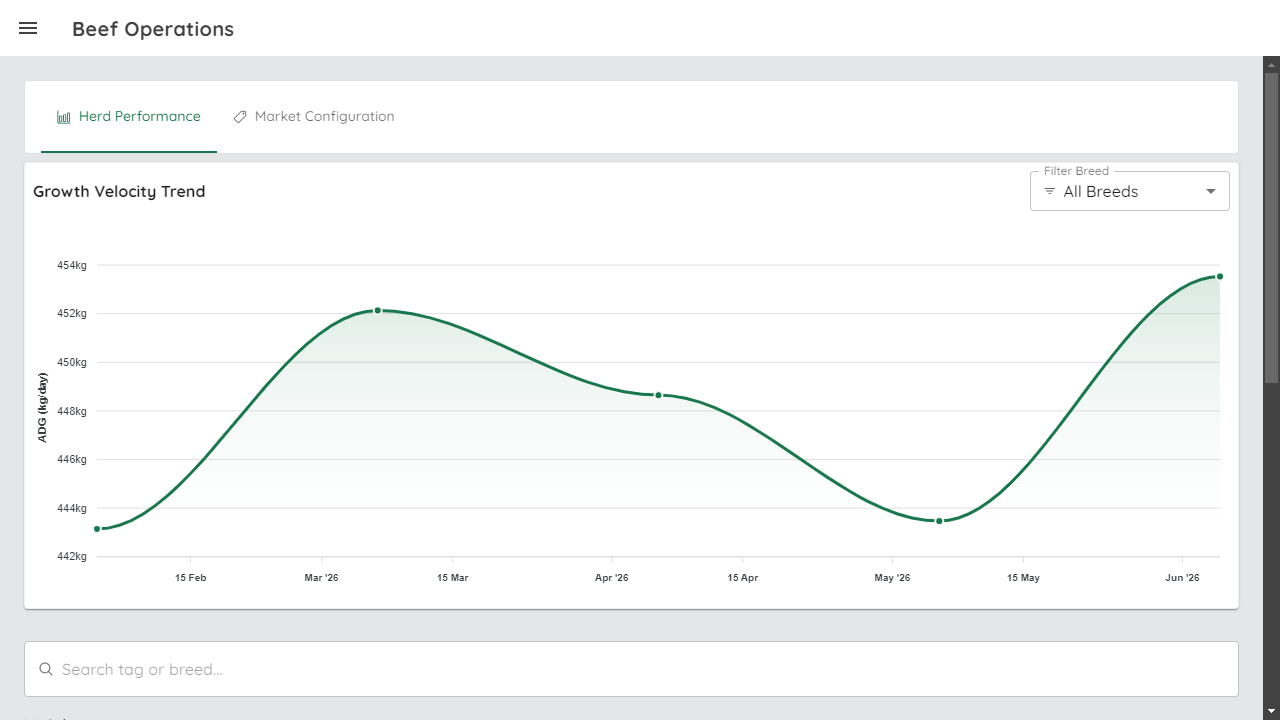 Beef Operations
Herd Performance
Market Configuration
Growth Velocity Trend
Filter Breed
All Breeds
454kg
452kg
450kg
448kg
446kg
444kg
442kg
ADG (kg/day)
15 Feb
Mar '26
15 Mar
Apr '26
15 Apr
May '26
15 May
Jun '26
Search tag or breed...